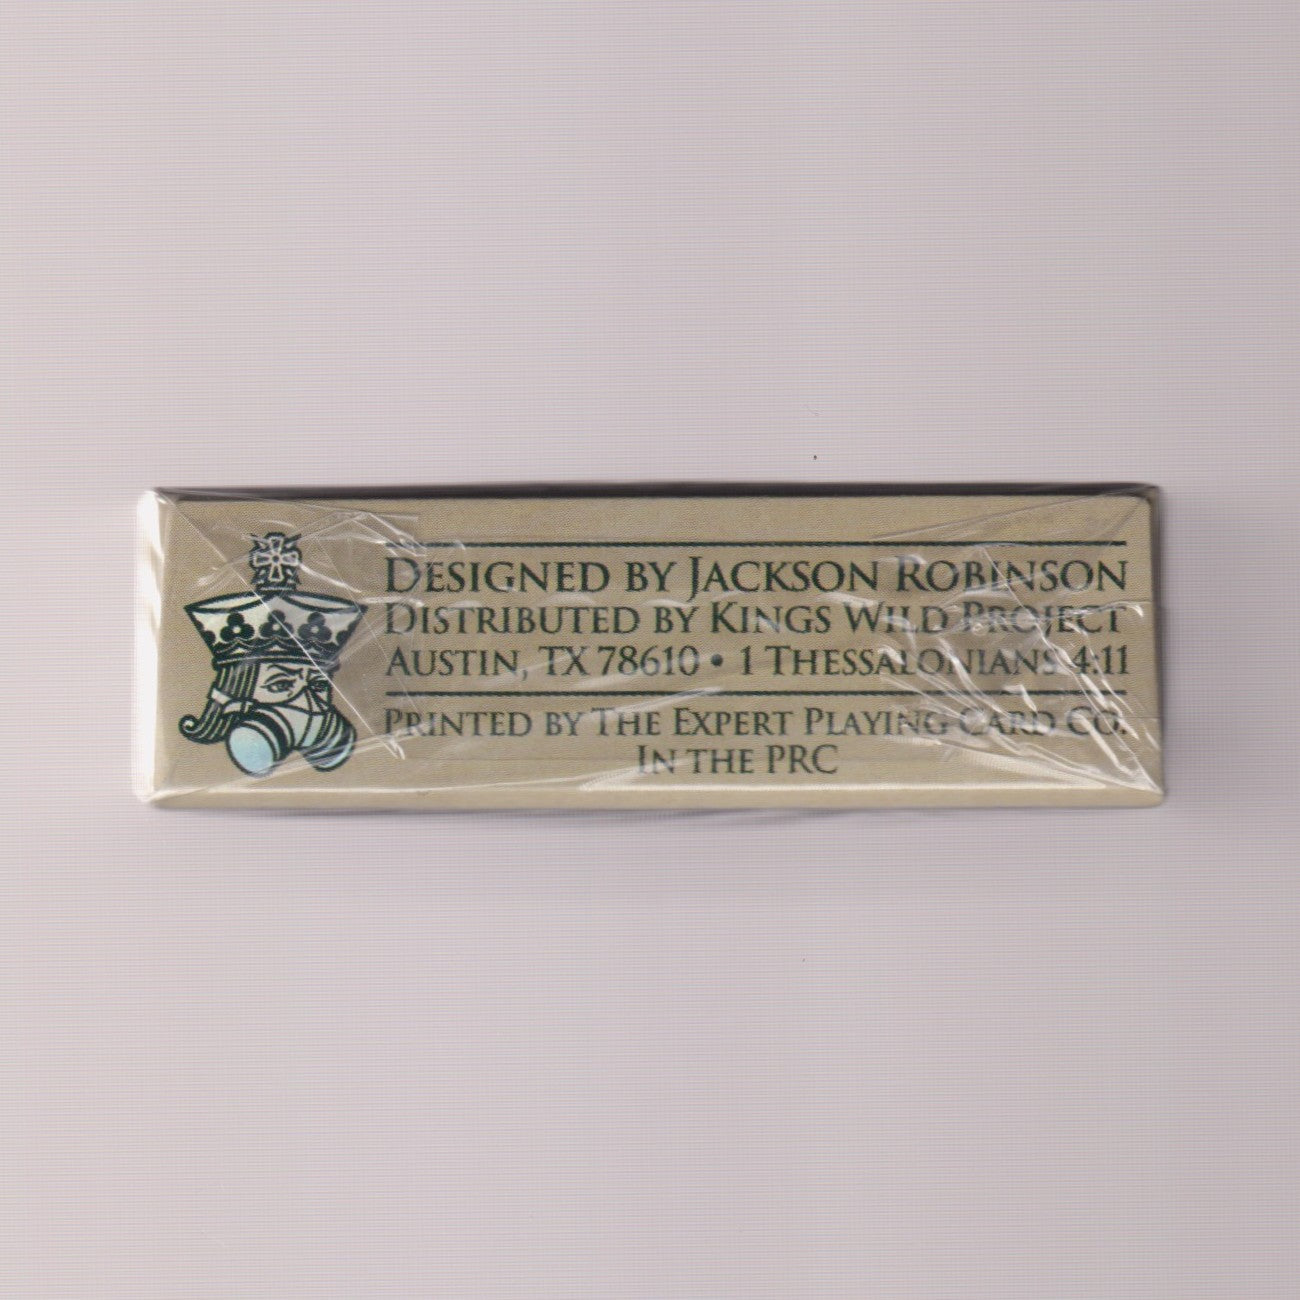 Designed by Jackson Robinson
Distributed by Kings Wild Project
Austin, TX 78610 • 1 Thessalonians 4:11
Printed by The Expert Playing Card Co.
In the PRC